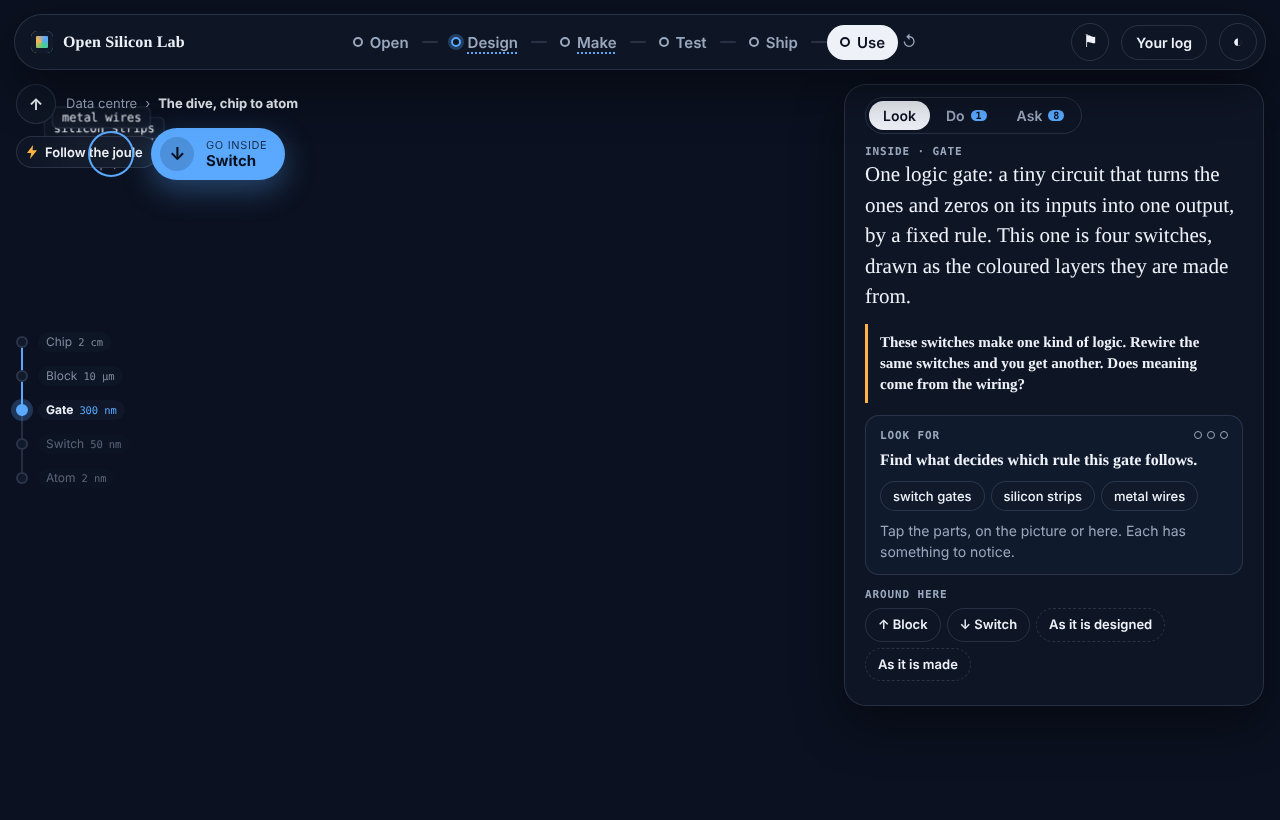 Open Silicon Lab
Open
Design
Make
Test
Ship
Use
Your log
Data centre › The dive, chip to atom
metal wires
silicon strips
Follow the joule
GO INSIDE
Switch
Chip 2 cm
Block 10 µm
Gate 300 nm
Switch 50 nm
Atom 2 nm
Look
Do 1
Ask 8
INSIDE · GATE
One logic gate: a tiny circuit that turns the
ones and zeros on its inputs into one output,
by a fixed rule. This one is four switches,
drawn as the coloured layers they are made
from.
These switches make one kind of logic. Rewire the
same switches and you get another. Does meaning
come from the wiring?
LOOK FOR
Find what decides which rule this gate follows.
switch gates
silicon strips
metal wires
Tap the parts, on the picture or here. Each has
something to notice.
AROUND HERE
↑ Block
↓ Switch
As it is designed
As it is made